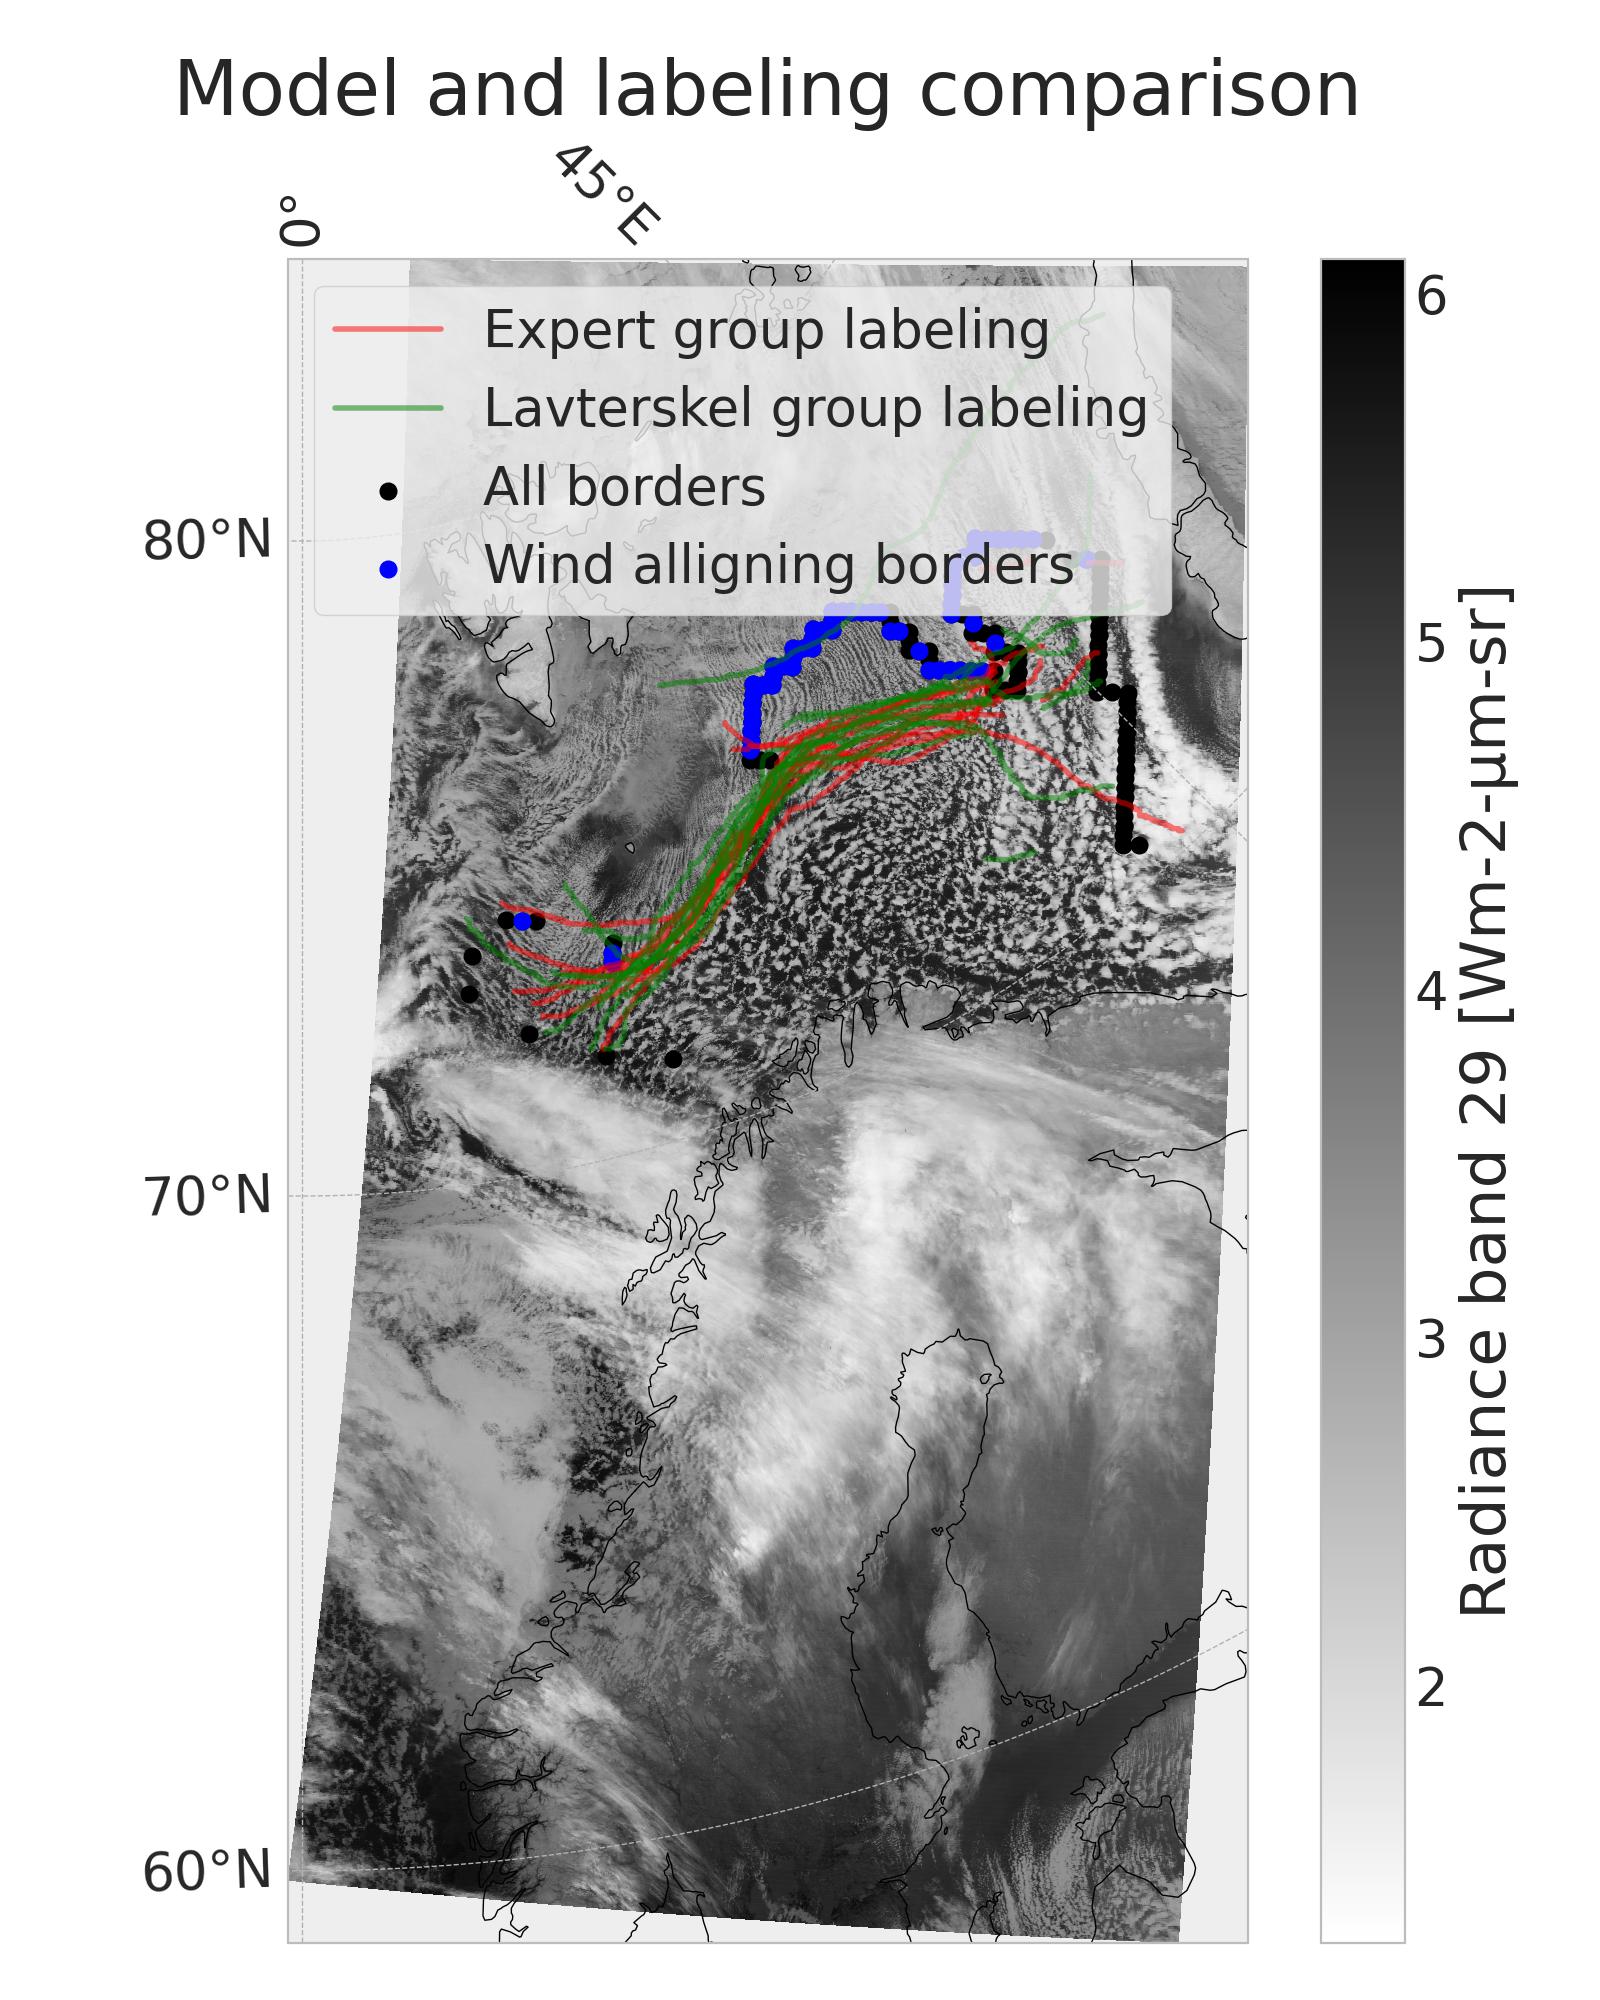 Model and labeling comparison
0°
45°E
Expert group labeling
Lavterskel group labeling
All borders
Wind alligning borders
80°N
70°N
60°N
6
5
4
3
2
Radiance band 29 [Wm-2-µm-sr]